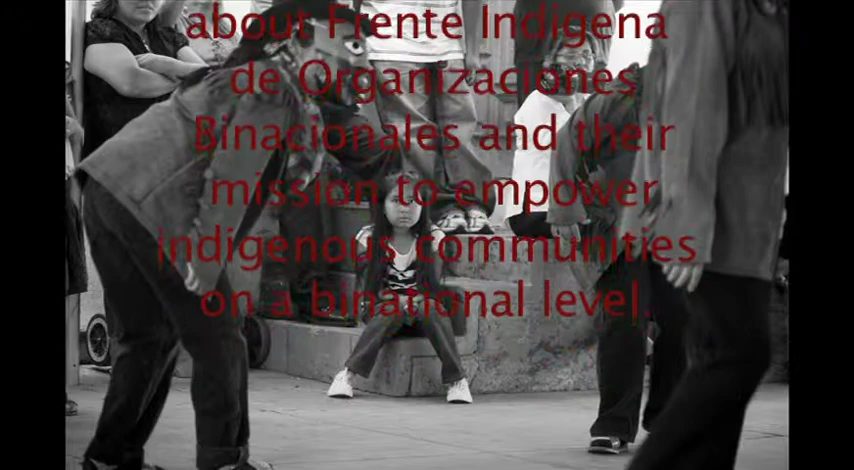 about Frente Indigena
de Organizaciones
Binacionales and their
mission to empower
indigenous communities
on a binational level.